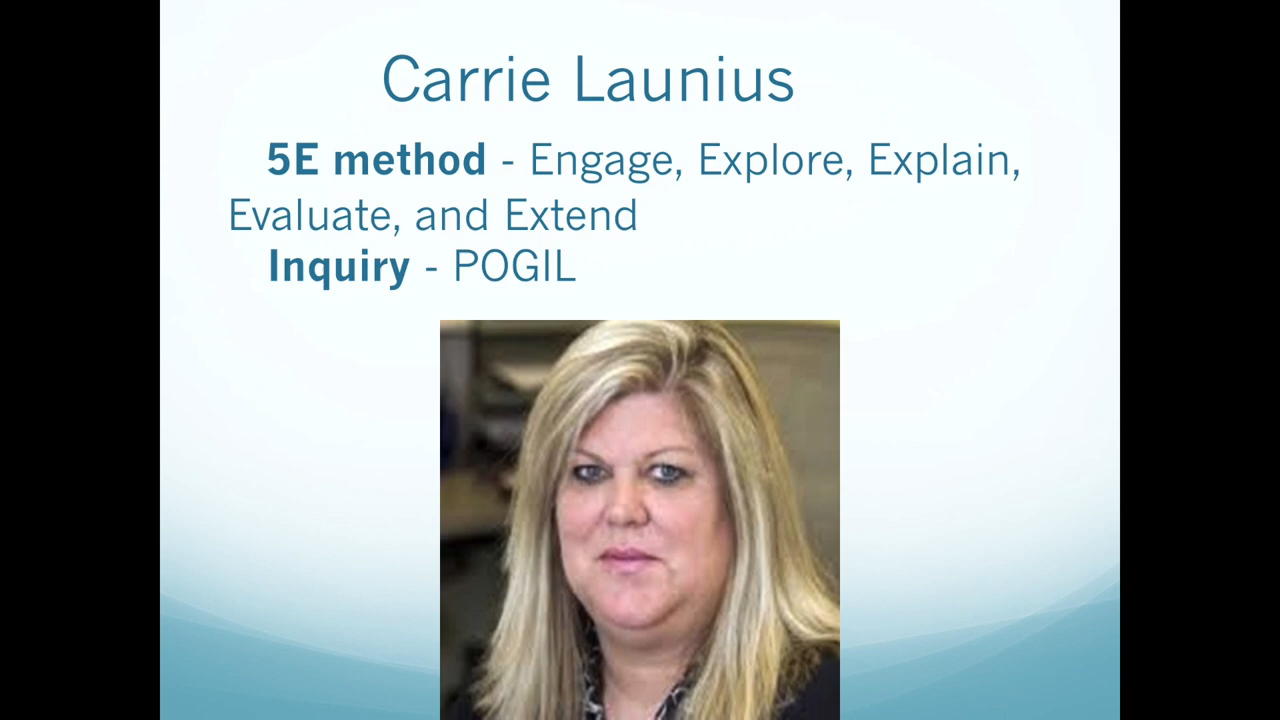 Carrie Launius
5E method - Engage, Explore, Explain,
Evaluate, and Extend
Inquiry - POGIL